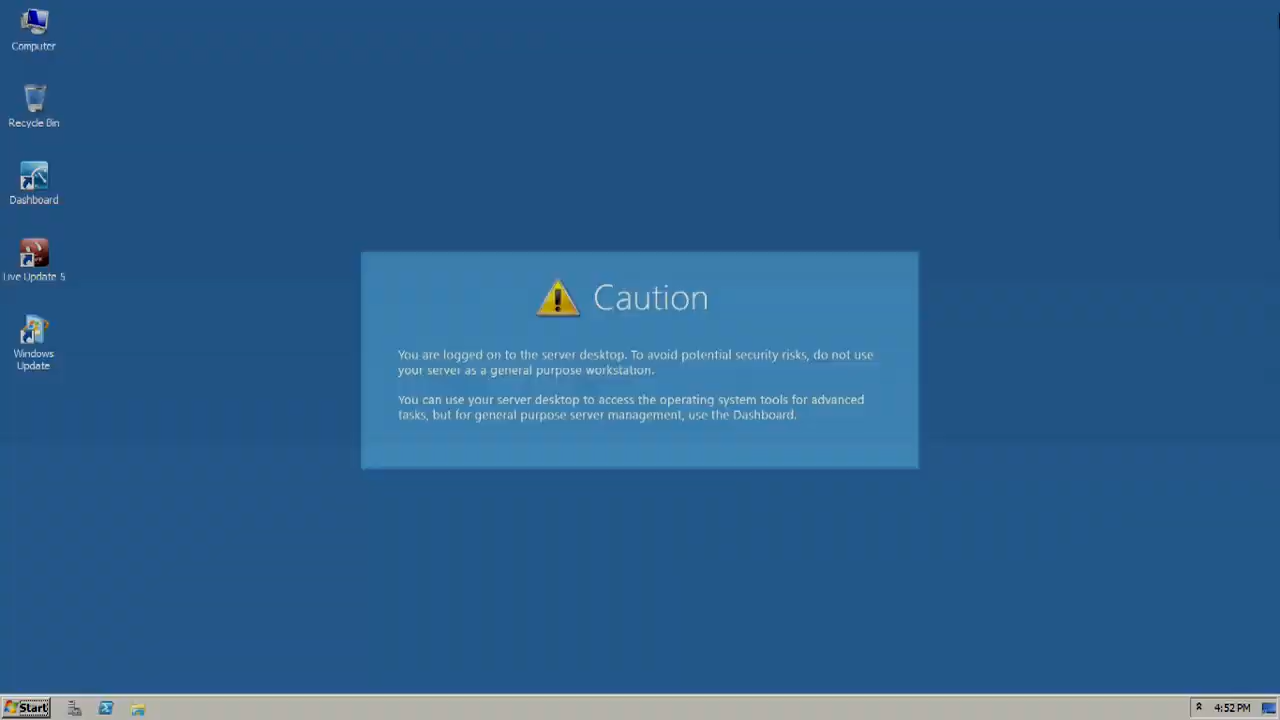 Computer
Recycle Bin
Dashboard
Live Update 5
Windows
Update
Caution
You are logged on to the server desktop. To avoid potential security risks, do not use
your server as a general purpose workstation.
You can use your server desktop to access the operating system tools for advanced
tasks, but for general purpose server management, use the Dashboard.
Start
4:52 PM